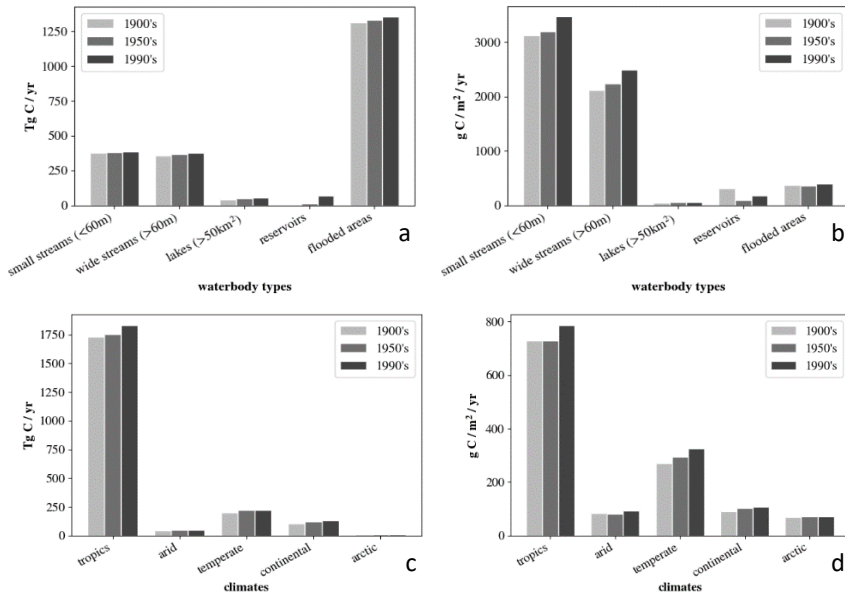 1900's
1950's
1990's
Tg C / yr
1250
1000
750
500
250
0
small streams (<60m)
wide streams (>60m)
lakes (>50km²)
reservoirs
flooded areas
waterbody types
a
1900's
1950's
1990's
g C / m² / yr
3000
2000
1000
0
small streams (<60m)
wide streams (>60m)
lakes (>50km²)
reservoirs
flooded areas
waterbody types
b
1900's
1950's
1990's
Tg C / yr
1750
1500
1250
1000
750
500
250
0
tropics
arid
temperate
continental
arctic
climates
c
1900's
1950's
1990's
g C / m² / yr
800
600
400
200
0
tropics
arid
temperate
continental
arctic
climates
d